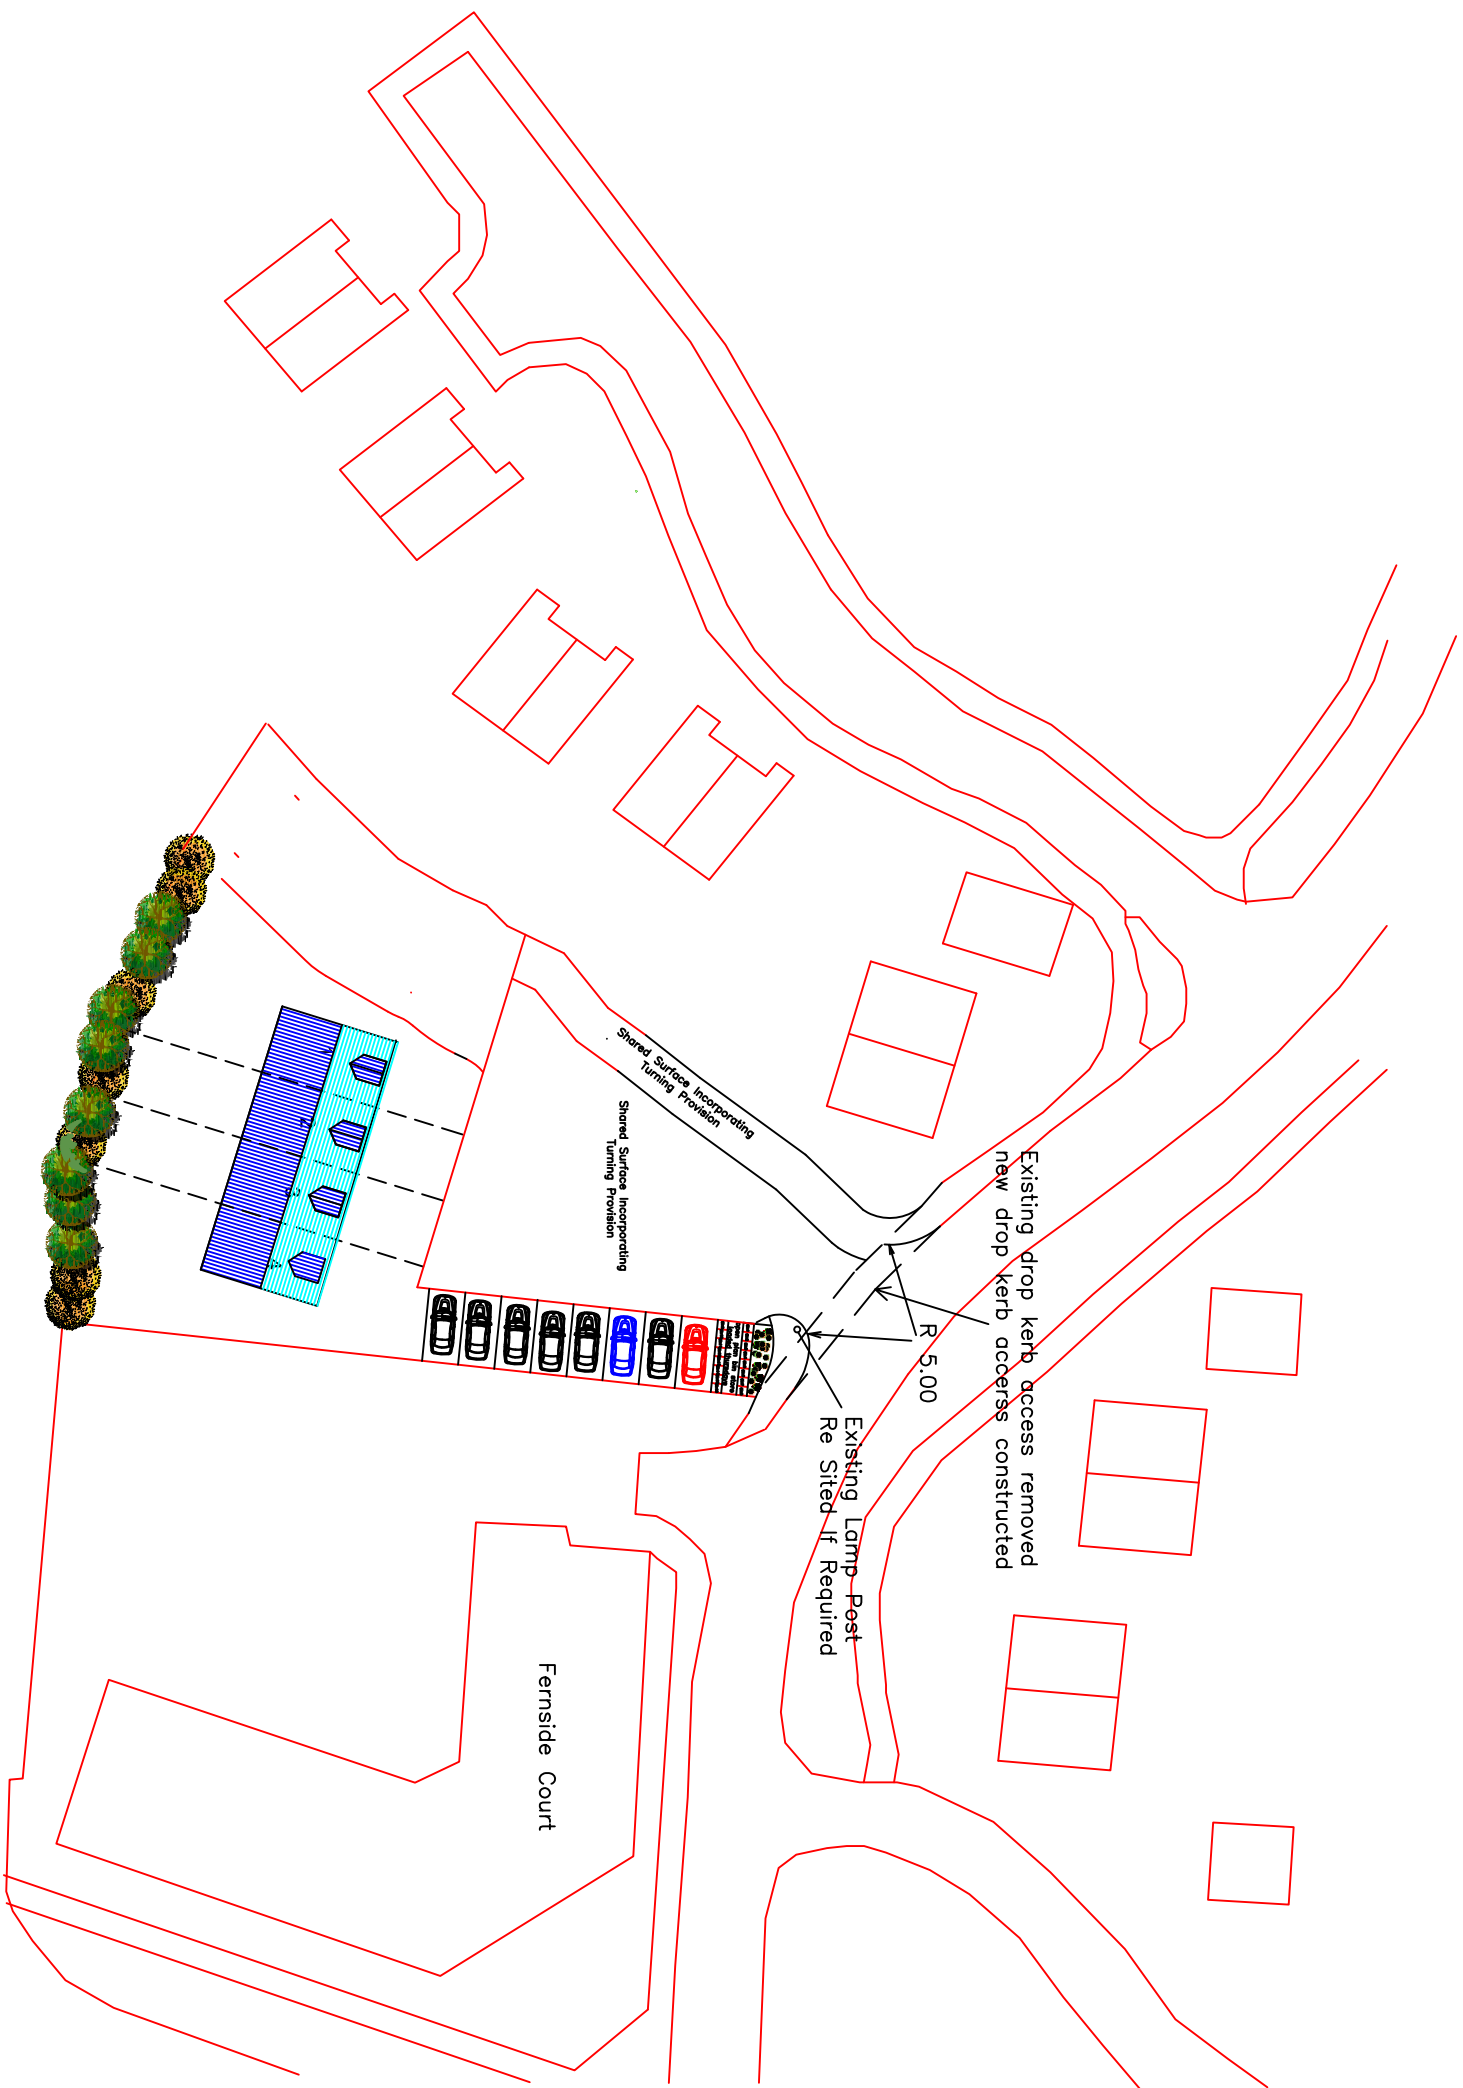 Existing drop kerb access removed
new drop kerb accerss constructed
R 5.00
Existing Lamp Post
Re Sited If Required
Shared Surface Incorporating
Turning Provision
Shared Surface Incorporating
Turning Provision
Fernside Court